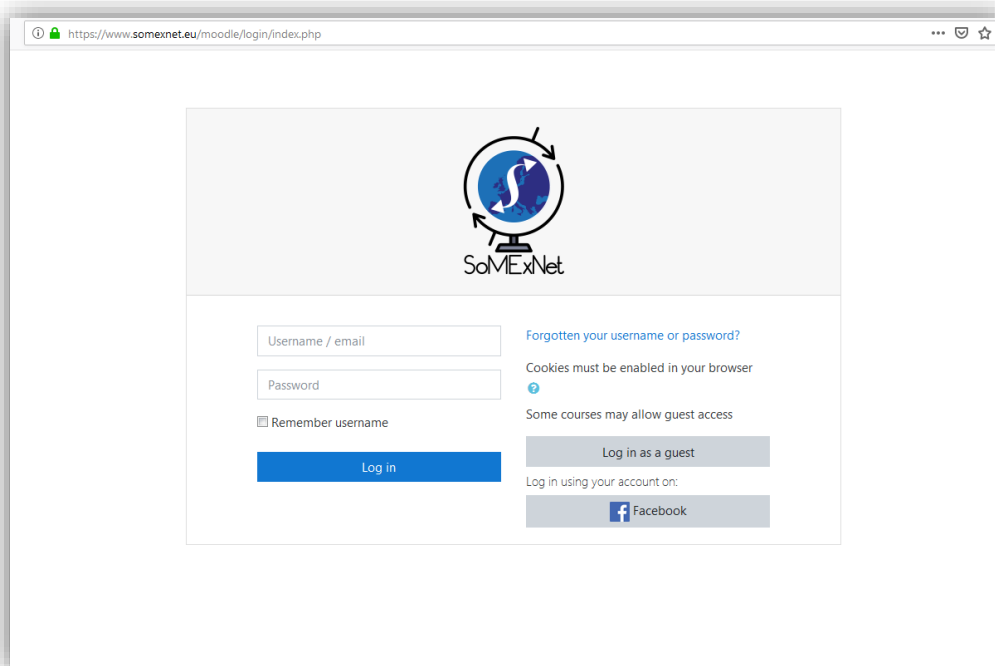 https://www.somexnet.eu/moodle/login/index.php
SoMExNet
Username / email
Password
Remember username
Log in
Forgotten your username or password?
Cookies must be enabled in your browser
Some courses may allow guest access
Log in as a guest
Log in using your account on:
Facebook